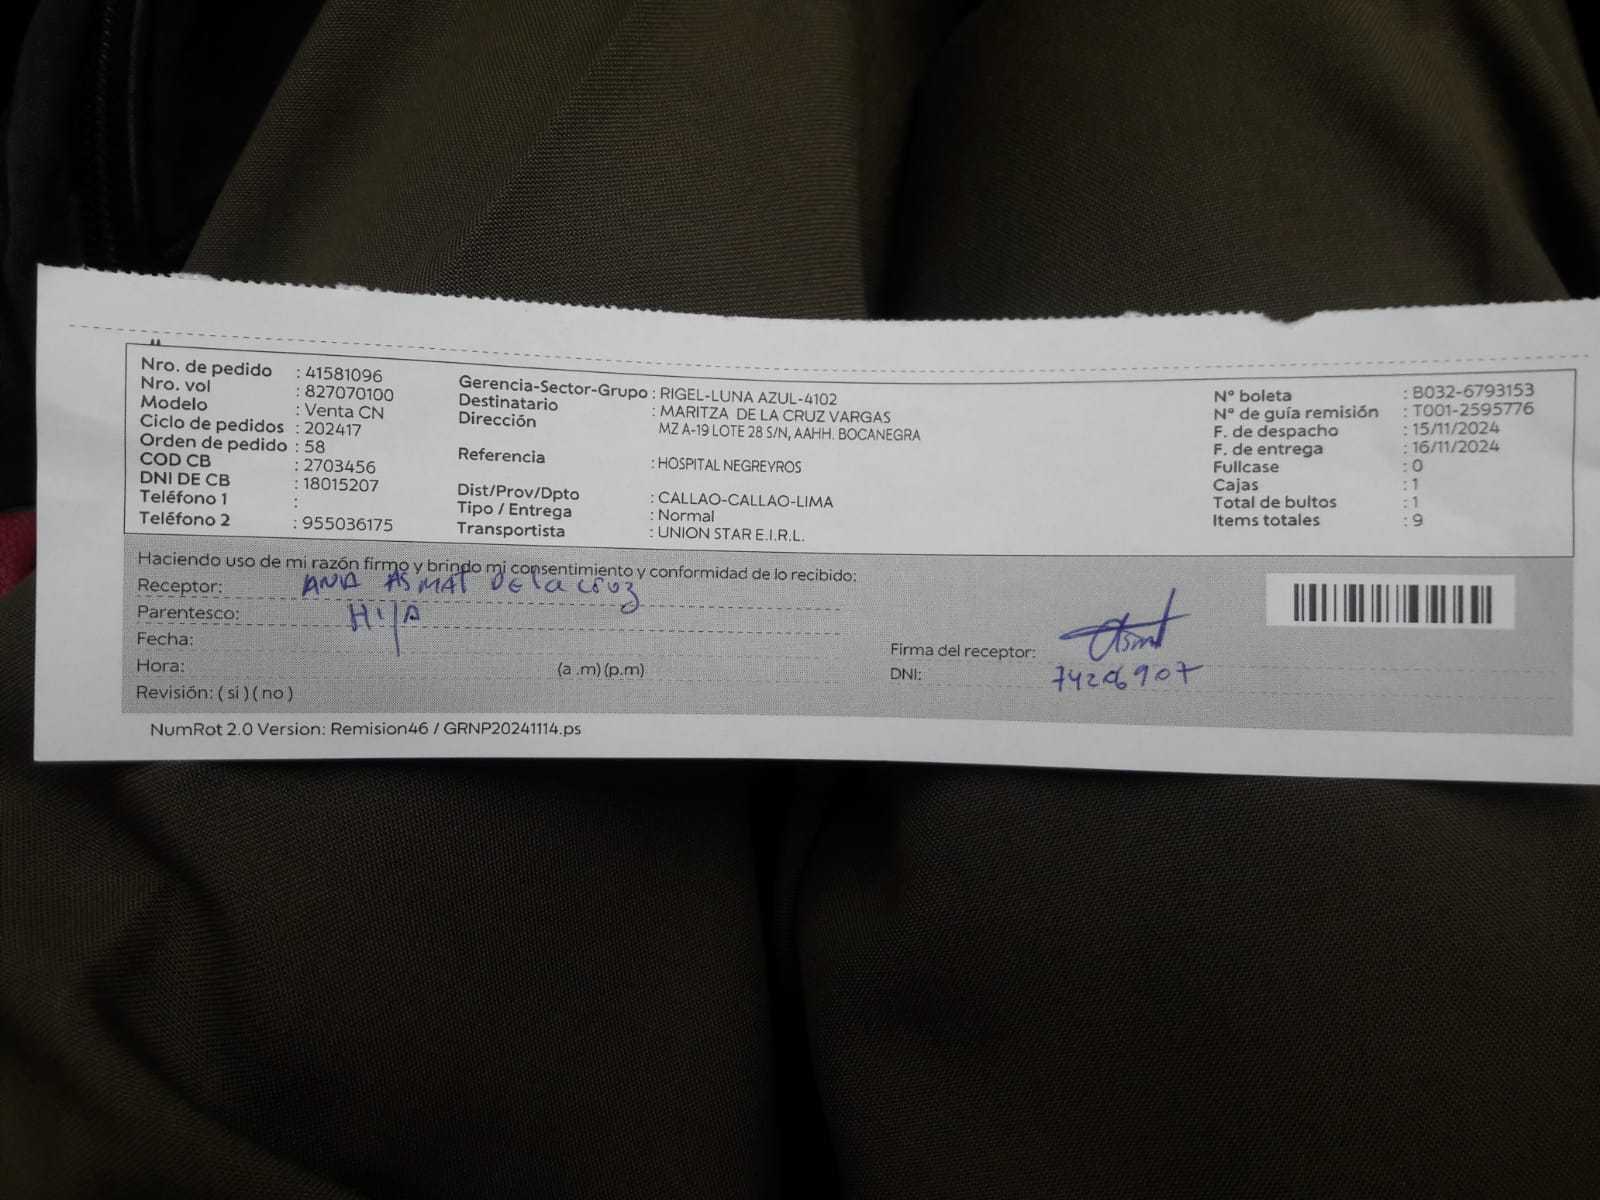 Nro. de pedido : 41581096
Nro. vol : 827070100
Modelo : Venta CN
Ciclo de pedidos : 202417
Orden de pedido : 58
COD CB : 2703456
DNI DE CB : 18015207
Teléfono 1 :
Teléfono 2 : 955036175
Gerencia-Sector-Grupo : RIGEL-LUNA AZUL-4102
Destinatario : MARITZA DE LA CRUZ VARGAS
Dirección MZ A-19 LOTE 28 S/N, AAHH. BOCANEGRA
Referencia : HOSPITAL NEGREYROS
Dist/Prov/Dpto : CALLAO-CALLAO-LIMA
Tipo / Entrega : Normal
Transportista : UNION STAR E.I.R.L.
N° boleta : B032-6793153
N° de guía remisión : T001-2595776
F. de despacho : 15/11/2024
F. de entrega : 16/11/2024
Fullcase : 0
Cajas : 1
Total de bultos : 1
Items totales : 9
Haciendo uso de mi razón firmo y brindo mi consentimiento y conformidad de lo recibido:
Receptor: ANA ASMAT DE la CRUZ
Parentesco: HIJA
Fecha:
Hora: (a .m) (p.m)
Revisión: ( si ) ( no )
Firma del receptor: Asmat
DNI: 74206907
NumRot 2.0 Version: Remision46 / GRNP20241114.ps